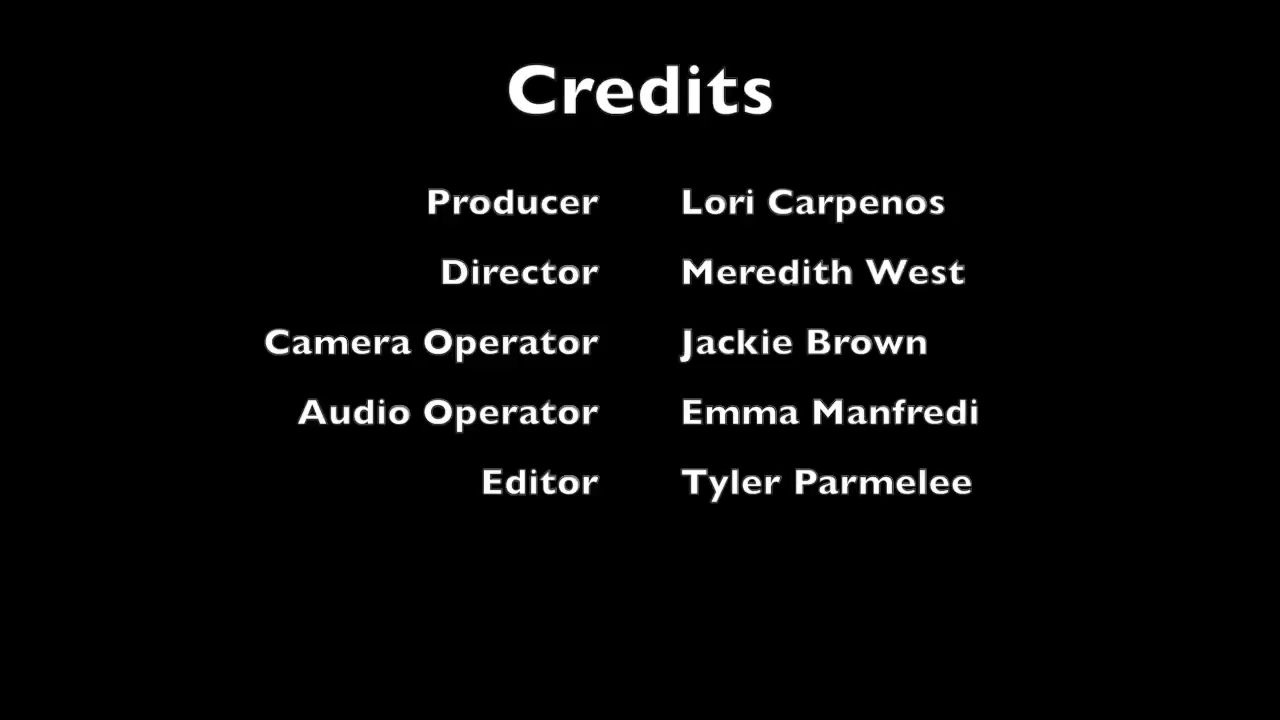 Credits
Producer Lori Carpenos
Director Meredith West
Camera Operator Jackie Brown
Audio Operator Emma Manfredi
Editor Tyler Parmelee